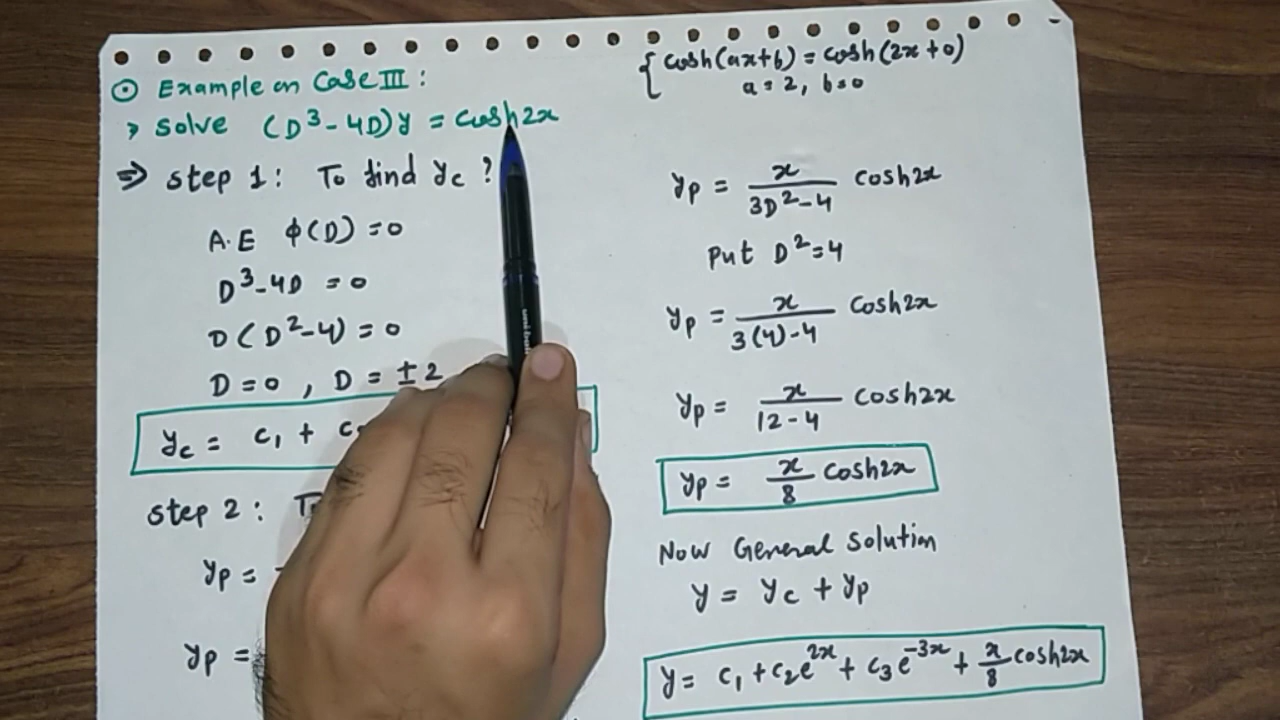 ⊙ Example on Case III :
> Solve (D³-4D)y = cosh2x
⇒ step 1: To find yc ?
A.E ϕ(D) = 0
D³-4D = 0
D(D²-4) = 0
D = 0 , D = ±2
yc = c₁ +
step 2 :
yp =
yp =
{ cosh(ax+b) = cosh(2x+0)
a = 2, b = 0
yp = x/(3D²-4) cosh2x
Put D² = 4
yp = x/(3(4)-4) cosh2x
yp = x/(12-4) cosh2x
yp = x/8 cosh2x
Now General Solution
y = yc + yp
y = c₁ + c₂e^2x + c₃e^-3x + x/8 cosh2x